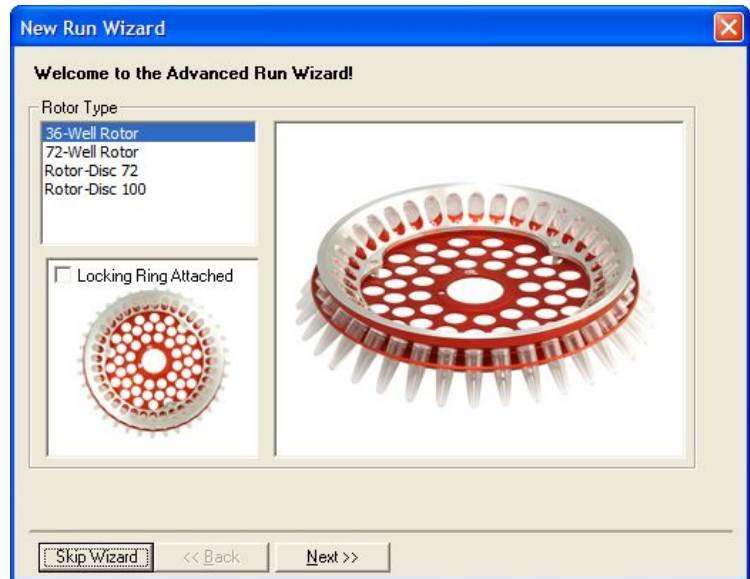 New Run Wizard
Welcome to the Advanced Run Wizard!
Rotor Type
36-Well Rotor
72-Well Rotor
Rotor-Disc 72
Rotor-Disc 100
Locking Ring Attached
Skip Wizard
<< Back
Next >>